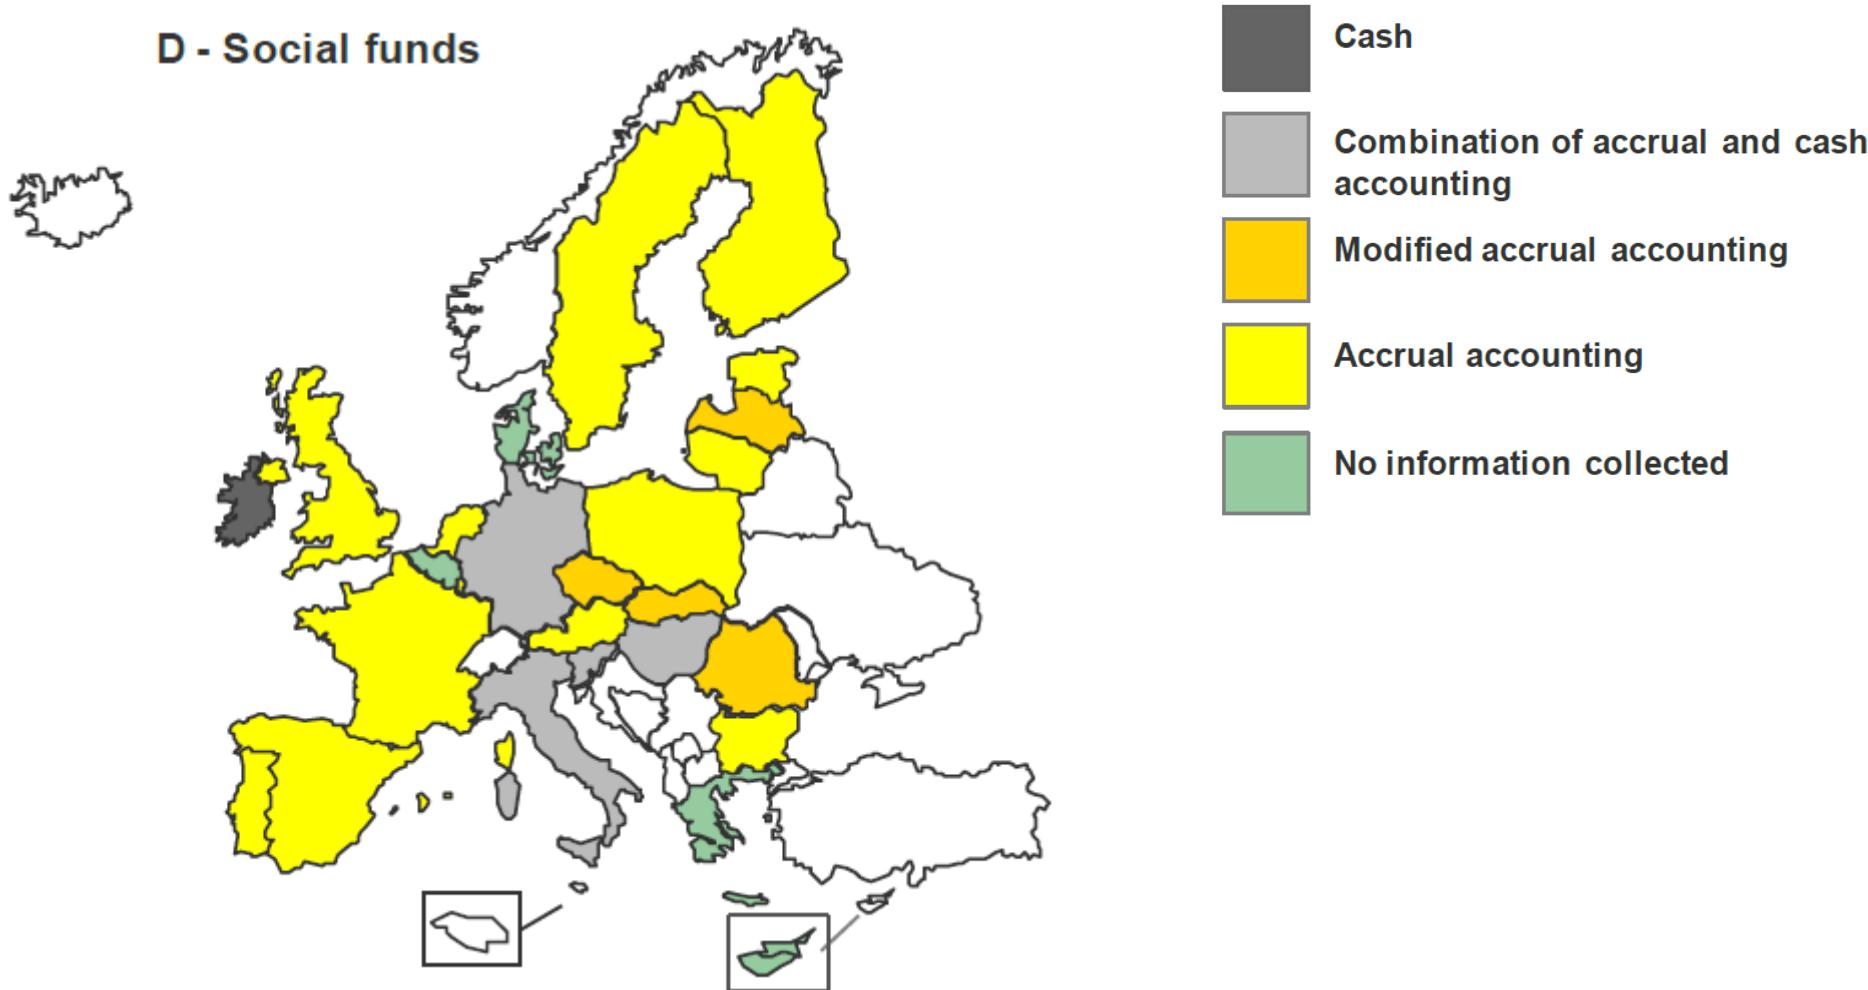 D - Social funds
Cash
Combination of accrual and cash
accounting
Modified accrual accounting
Accrual accounting
No information collected